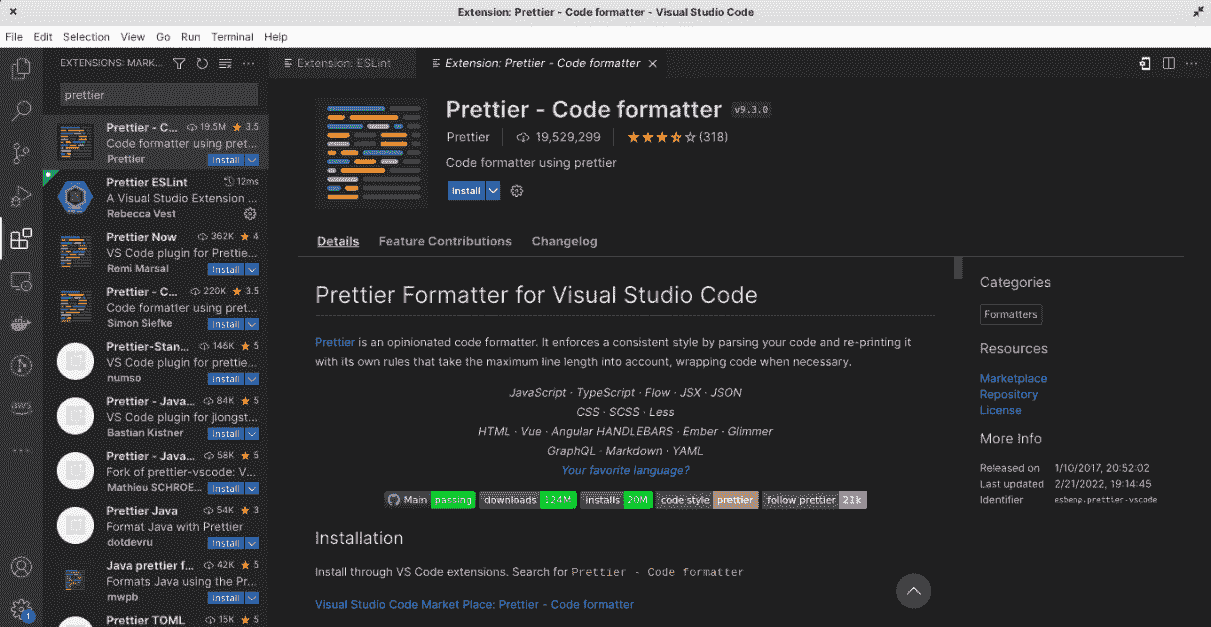 Extension: Prettier - Code formatter - Visual Studio Code
File Edit Selection View Go Run Terminal Help
EXTENSIONS: MARK...
prettier
Prettier - C... 19.5M 3.5
Code formatter using pret...
Prettier Install
Prettier ESLint 12ms
A Visual Studio Extension ...
Rebecca Vest
Prettier Now 362K 4
VS Code plugin for Prettie...
Remi Marsal Install
Prettier - C... 220K 3.5
Code formatter using pret...
Simon Siefke Install
Prettier-Stan... 146K 5
VS Code plugin for prettie...
numso Install
Prettier - Java... 84K 5
VS Code plugin for jiongst...
Bastian Kistner Install
Prettier - Java... 58K 5
Fork of prettier-vscode: V...
Mathieu SCHROE... Install
Prettier Java 54K 3
Format Java with Prettier
dotdevru Install
Java prettier f... 42K 5
Formats Java using the Pr...
mwpb Install
Prettier TOML 15K 5
aws
1
Extension: ESLint
Extension: Prettier - Code formatter
Prettier - Code formatter v9.3.0
Prettier 19,529,299 (318)
Code formatter using prettier
Install
Details Feature Contributions Changelog
Prettier Formatter for Visual Studio Code
Prettier is an opinionated code formatter. It enforces a consistent style by parsing your code and re-printing it
with its own rules that take the maximum line length into account, wrapping code when necessary.
JavaScript · TypeScript · Flow · JSX · JSON
CSS · SCSS · Less
HTML · Vue · Angular HANDLEBARS · Ember · Glimmer
GraphQL · Markdown · YAML
Your favorite language?
Main passing downloads 124M installs 20M code style prettier follow prettier 21k
Installation
Install through VS Code extensions. Search for Prettier - Code formatter
Visual Studio Code Market Place: Prettier - Code formatter
Categories
Formatters
Resources
Marketplace
Repository
License
More Info
Released on 1/10/2017, 20:52:02
Last updated 2/21/2022, 19:14:45
Identifier esbenp.prettier-vscode